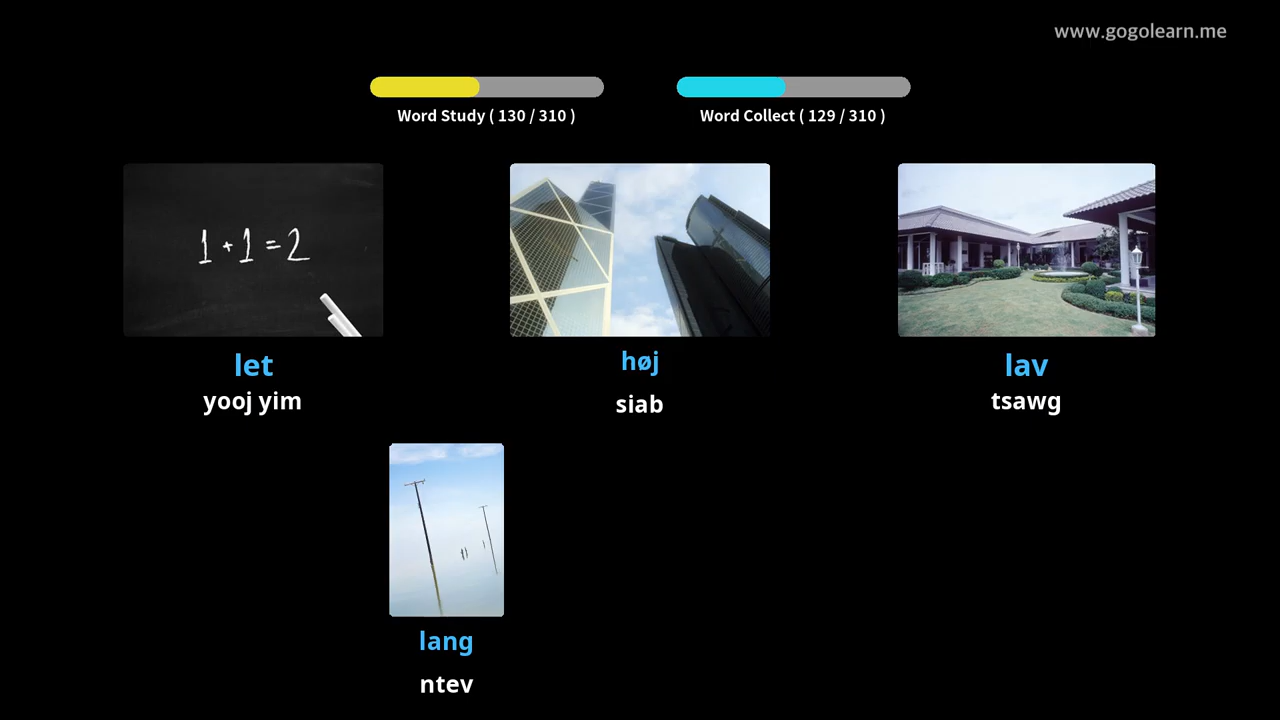 www.gogolearn.me
Word Study ( 130 / 310 )
Word Collect ( 129 / 310 )
1 + 1 = 2
let
yooj yim
høj
siab
lav
tsawg
lang
ntev